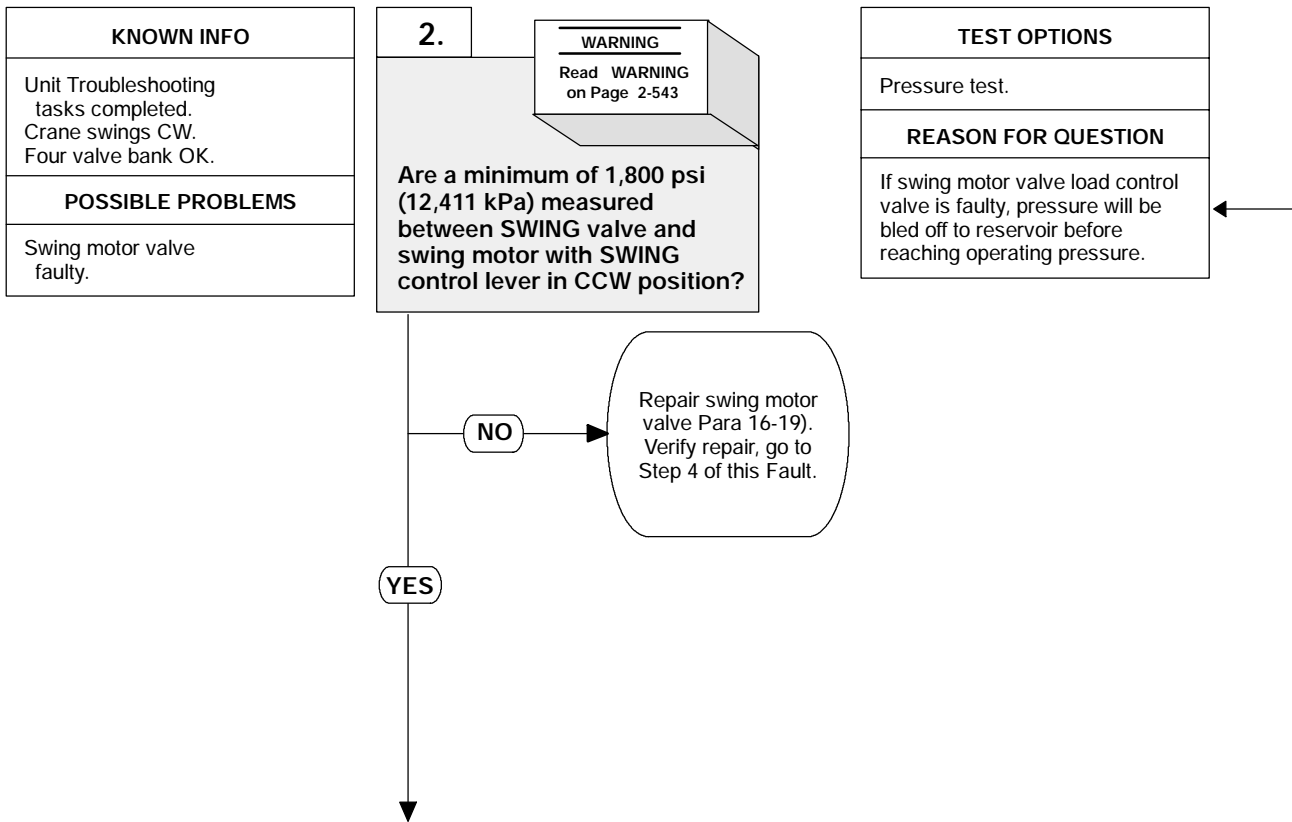 KNOWN INFO
Unit Troubleshooting
tasks completed.
Crane swings CW.
Four valve bank OK.
POSSIBLE PROBLEMS
Swing motor valve
faulty.
2.
WARNING
Read WARNING
on Page 2-543
Are a minimum of 1,800 psi
(12,411 kPa) measured
between SWING valve and
swing motor with SWING
control lever in CCW position?
TEST OPTIONS
Pressure test.
REASON FOR QUESTION
If swing motor valve load control
valve is faulty, pressure will be
bled off to reservoir before
reaching operating pressure.
NO
Repair swing motor
valve Para 16-19).
Verify repair, go to
Step 4 of this Fault.
YES